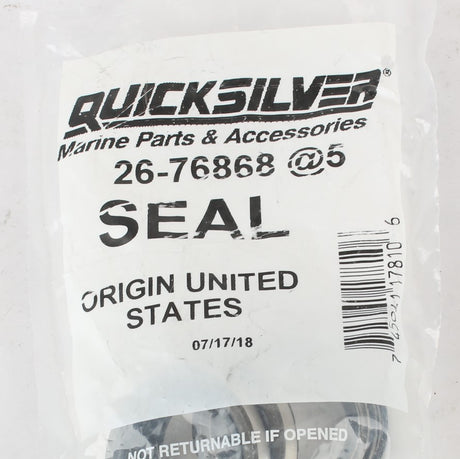 QUICKSILVER®
Marine Parts & Accessories
26-76868 @5
SEAL
ORIGIN UNITED
STATES
07/17/18
NOT RETURNABLE IF OPENED